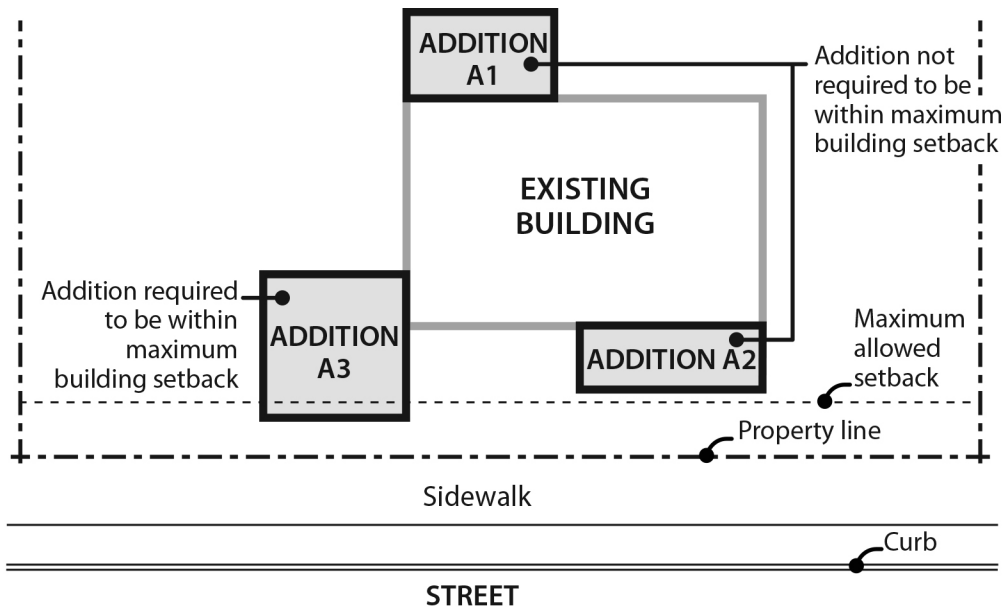 ADDITION
A1
Addition not
required to be
within maximum
building setback
EXISTING
BUILDING
Addition required
to be within
maximum
building setback
ADDITION
A3
ADDITION A2
Maximum
allowed
setback
Property line
Sidewalk
Curb
STREET